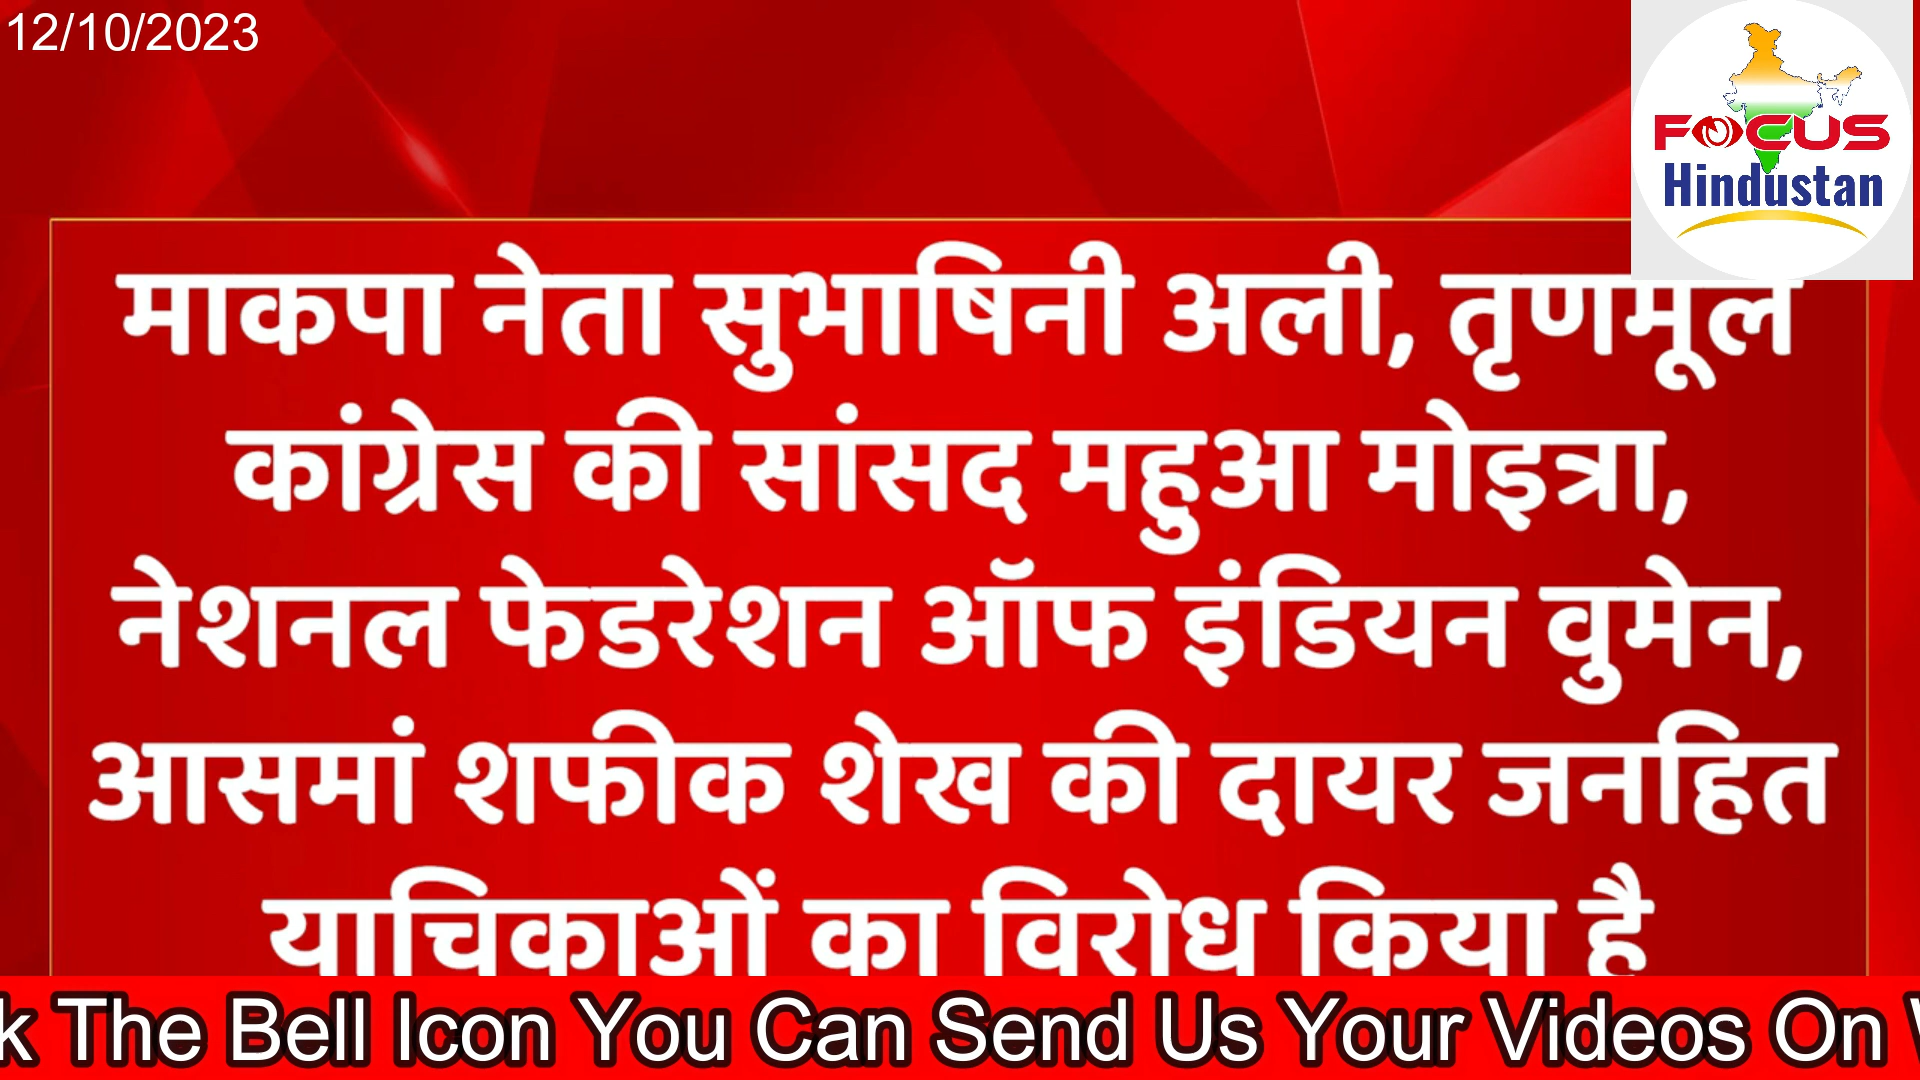 12/10/2023
FOCUS
Hindustan
माकपा नेता सुभाषिनी अली, तृणमूल
कांग्रेस की सांसद महुआ मोइत्रा,
नेशनल फेडरेशन ऑफ इंडियन वुमेन,
आसमां शफीक शेख की दायर जनहित
याचिकाओं का विरोध किया है
k The Bell Icon You Can Send Us Your Videos On